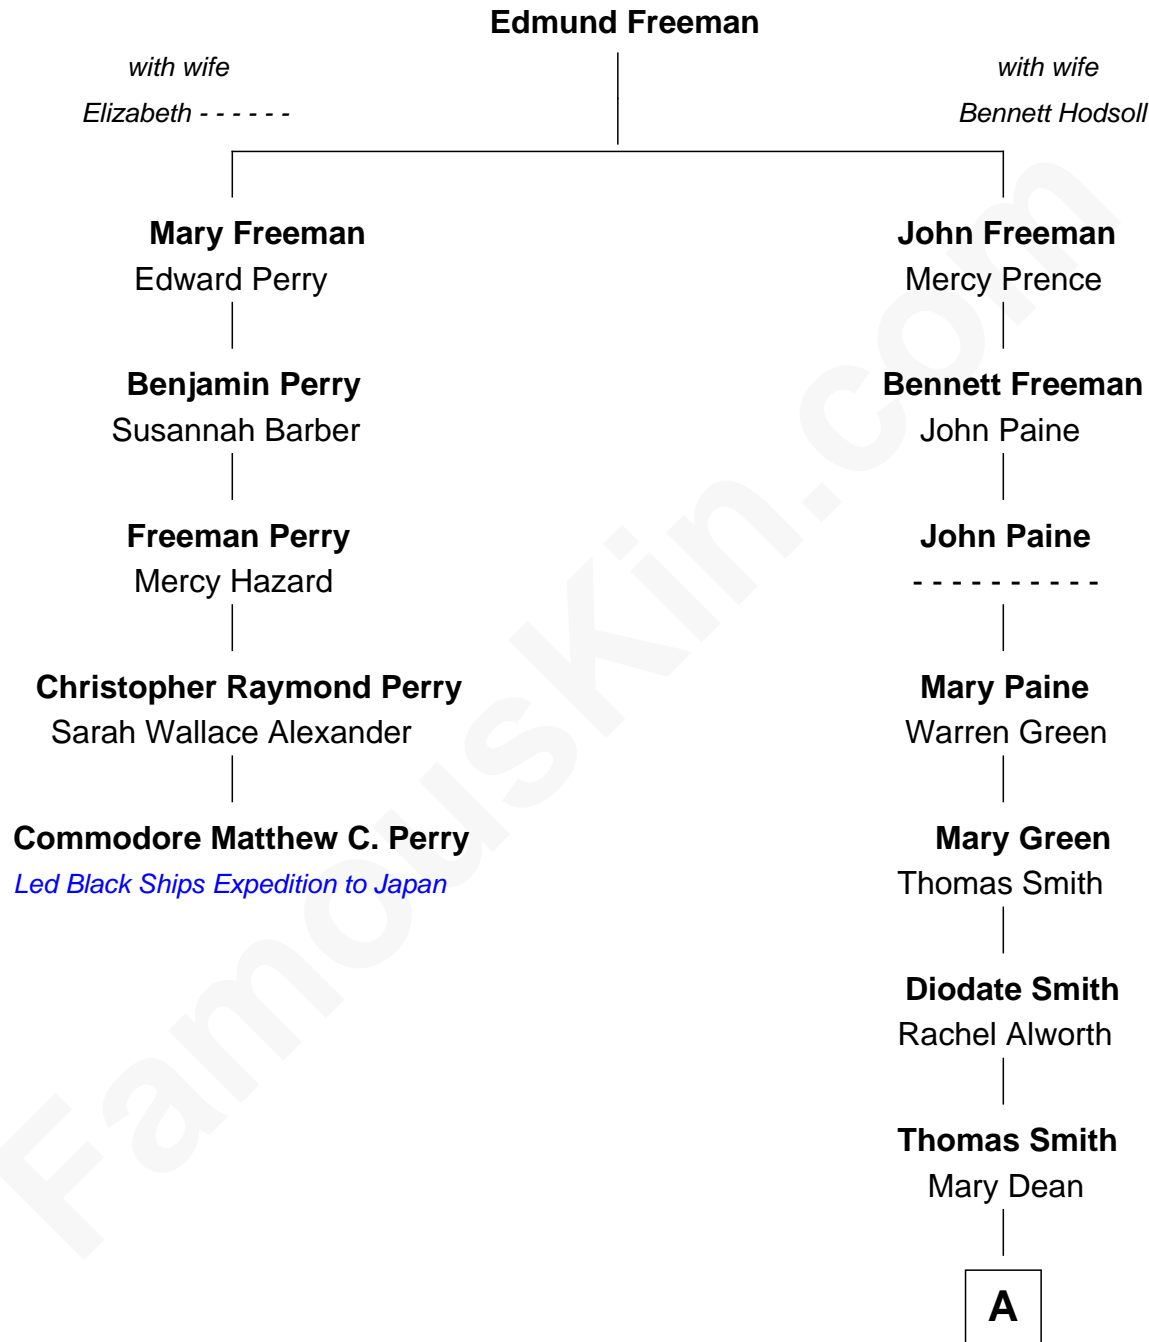 Edmund Freeman
with wife
Elizabeth - - - - - -
with wife
Bennett Hodsoll
Mary Freeman
Edward Perry
Benjamin Perry
Susannah Barber
Freeman Perry
Mercy Hazard
Christopher Raymond Perry
Sarah Wallace Alexander
Commodore Matthew C. Perry
Led Black Ships Expedition to Japan
John Freeman
Mercy Prence
Bennett Freeman
John Paine
John Paine
- - - - - - - - - -
Mary Paine
Warren Green
Mary Green
Thomas Smith
Diodate Smith
Rachel Alworth
Thomas Smith
Mary Dean
A
FamousKin.com